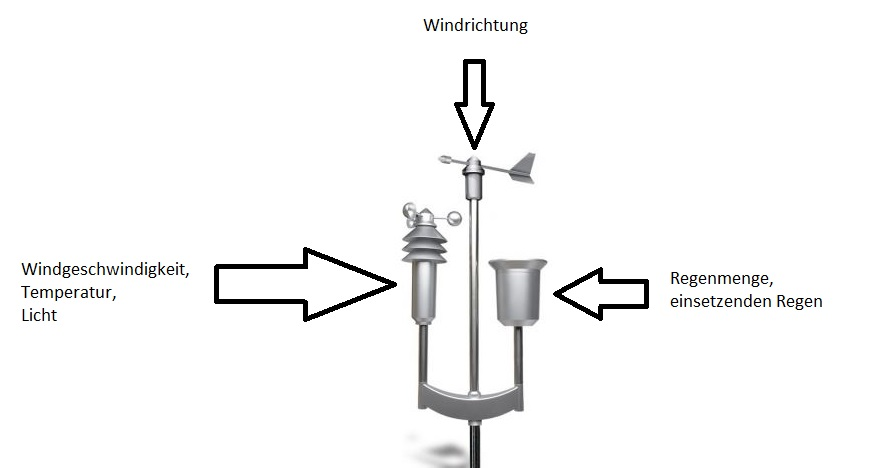 Windrichtung
Windgeschwindigkeit,
Temperatur,
Licht
Regenmenge,
einsetzenden Regen